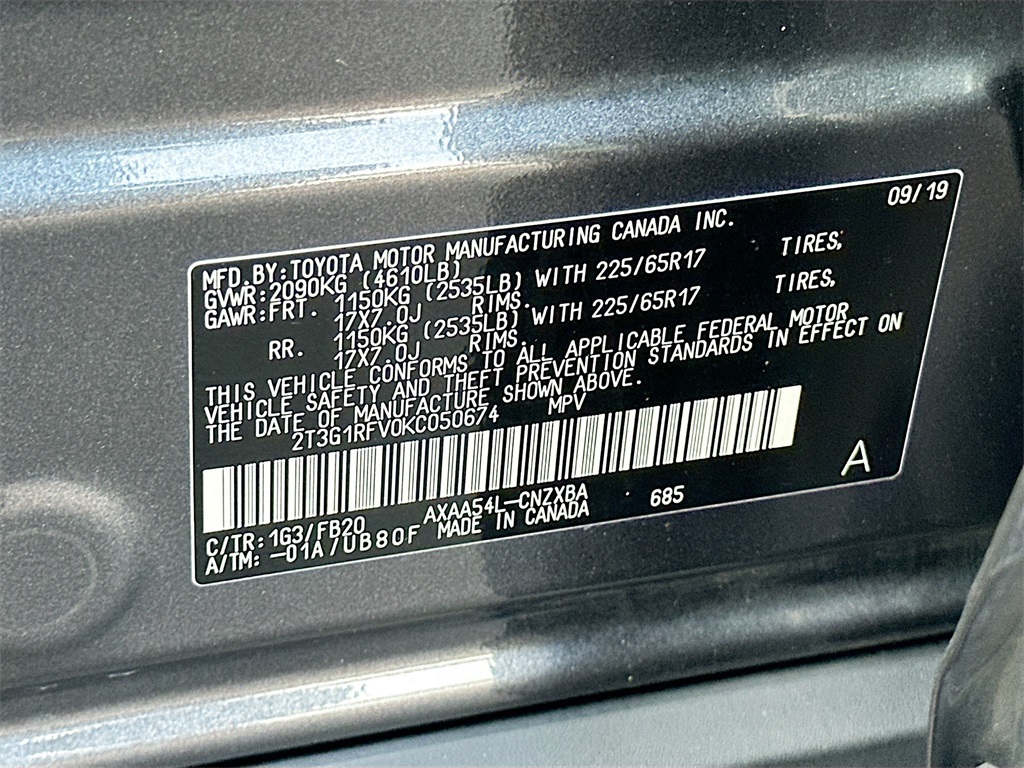 09/19
MFD.BY:TOYOTA MOTOR MANUFACTURING CANADA INC.
GVWR:2090KG (4610LB)
GAWR:FRT. 1150KG (2535LB) WITH 225/65R17 TIRES,
17X7.0J RIMS.
RR. 1150KG (2535LB) WITH 225/65R17 TIRES,
17X7.0J RIMS.
THIS VEHICLE CONFORMS TO ALL APPLICABLE FEDERAL MOTOR
VEHICLE SAFETY AND THEFT PREVENTION STANDARDS IN EFFECT ON
THE DATE OF MANUFACTURE SHOWN ABOVE.
2T3G1RFV0KC050674 MPV
A
C/TR:1G3/FB20 AXAA54L-CNZXBA 685
A/TM:-01A/UB80F MADE IN CANADA